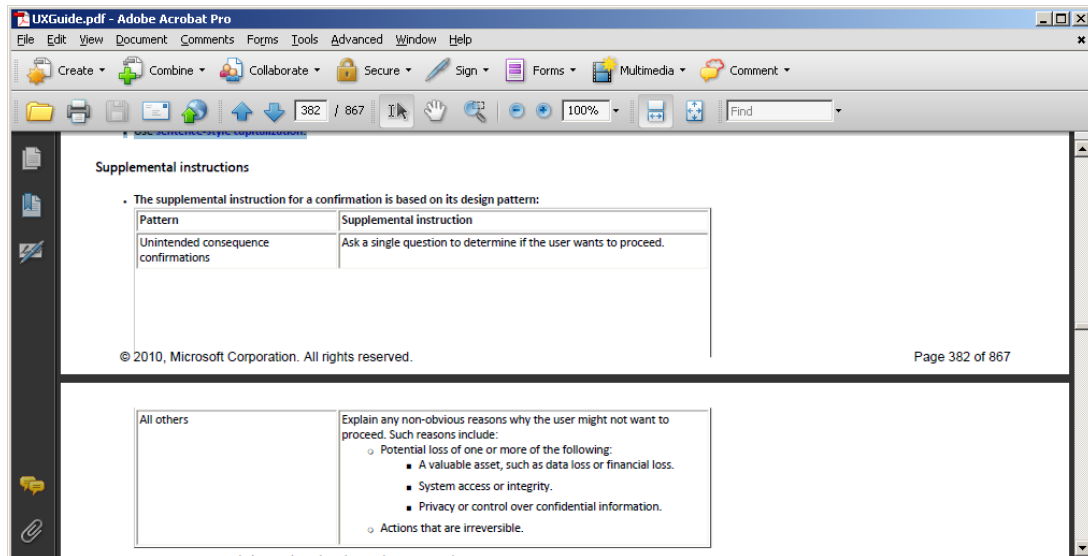 UXGuide.pdf - Adobe Acrobat Pro
File Edit View Document Comments Forms Tools Advanced Window Help
Create Combine Collaborate Secure Sign Forms Multimedia Comment
382 / 867 100% Find
Use sentence-style capitalization.
Supplemental instructions
The supplemental instruction for a confirmation is based on its design pattern:
Pattern Supplemental instruction
Unintended consequence Ask a single question to determine if the user wants to proceed.
confirmations
© 2010, Microsoft Corporation. All rights reserved. Page 382 of 867
All others Explain any non-obvious reasons why the user might not want to
proceed. Such reasons include:
Potential loss of one or more of the following:
A valuable asset, such as data loss or financial loss.
System access or integrity.
Privacy or control over confidential information.
Actions that are irreversible.